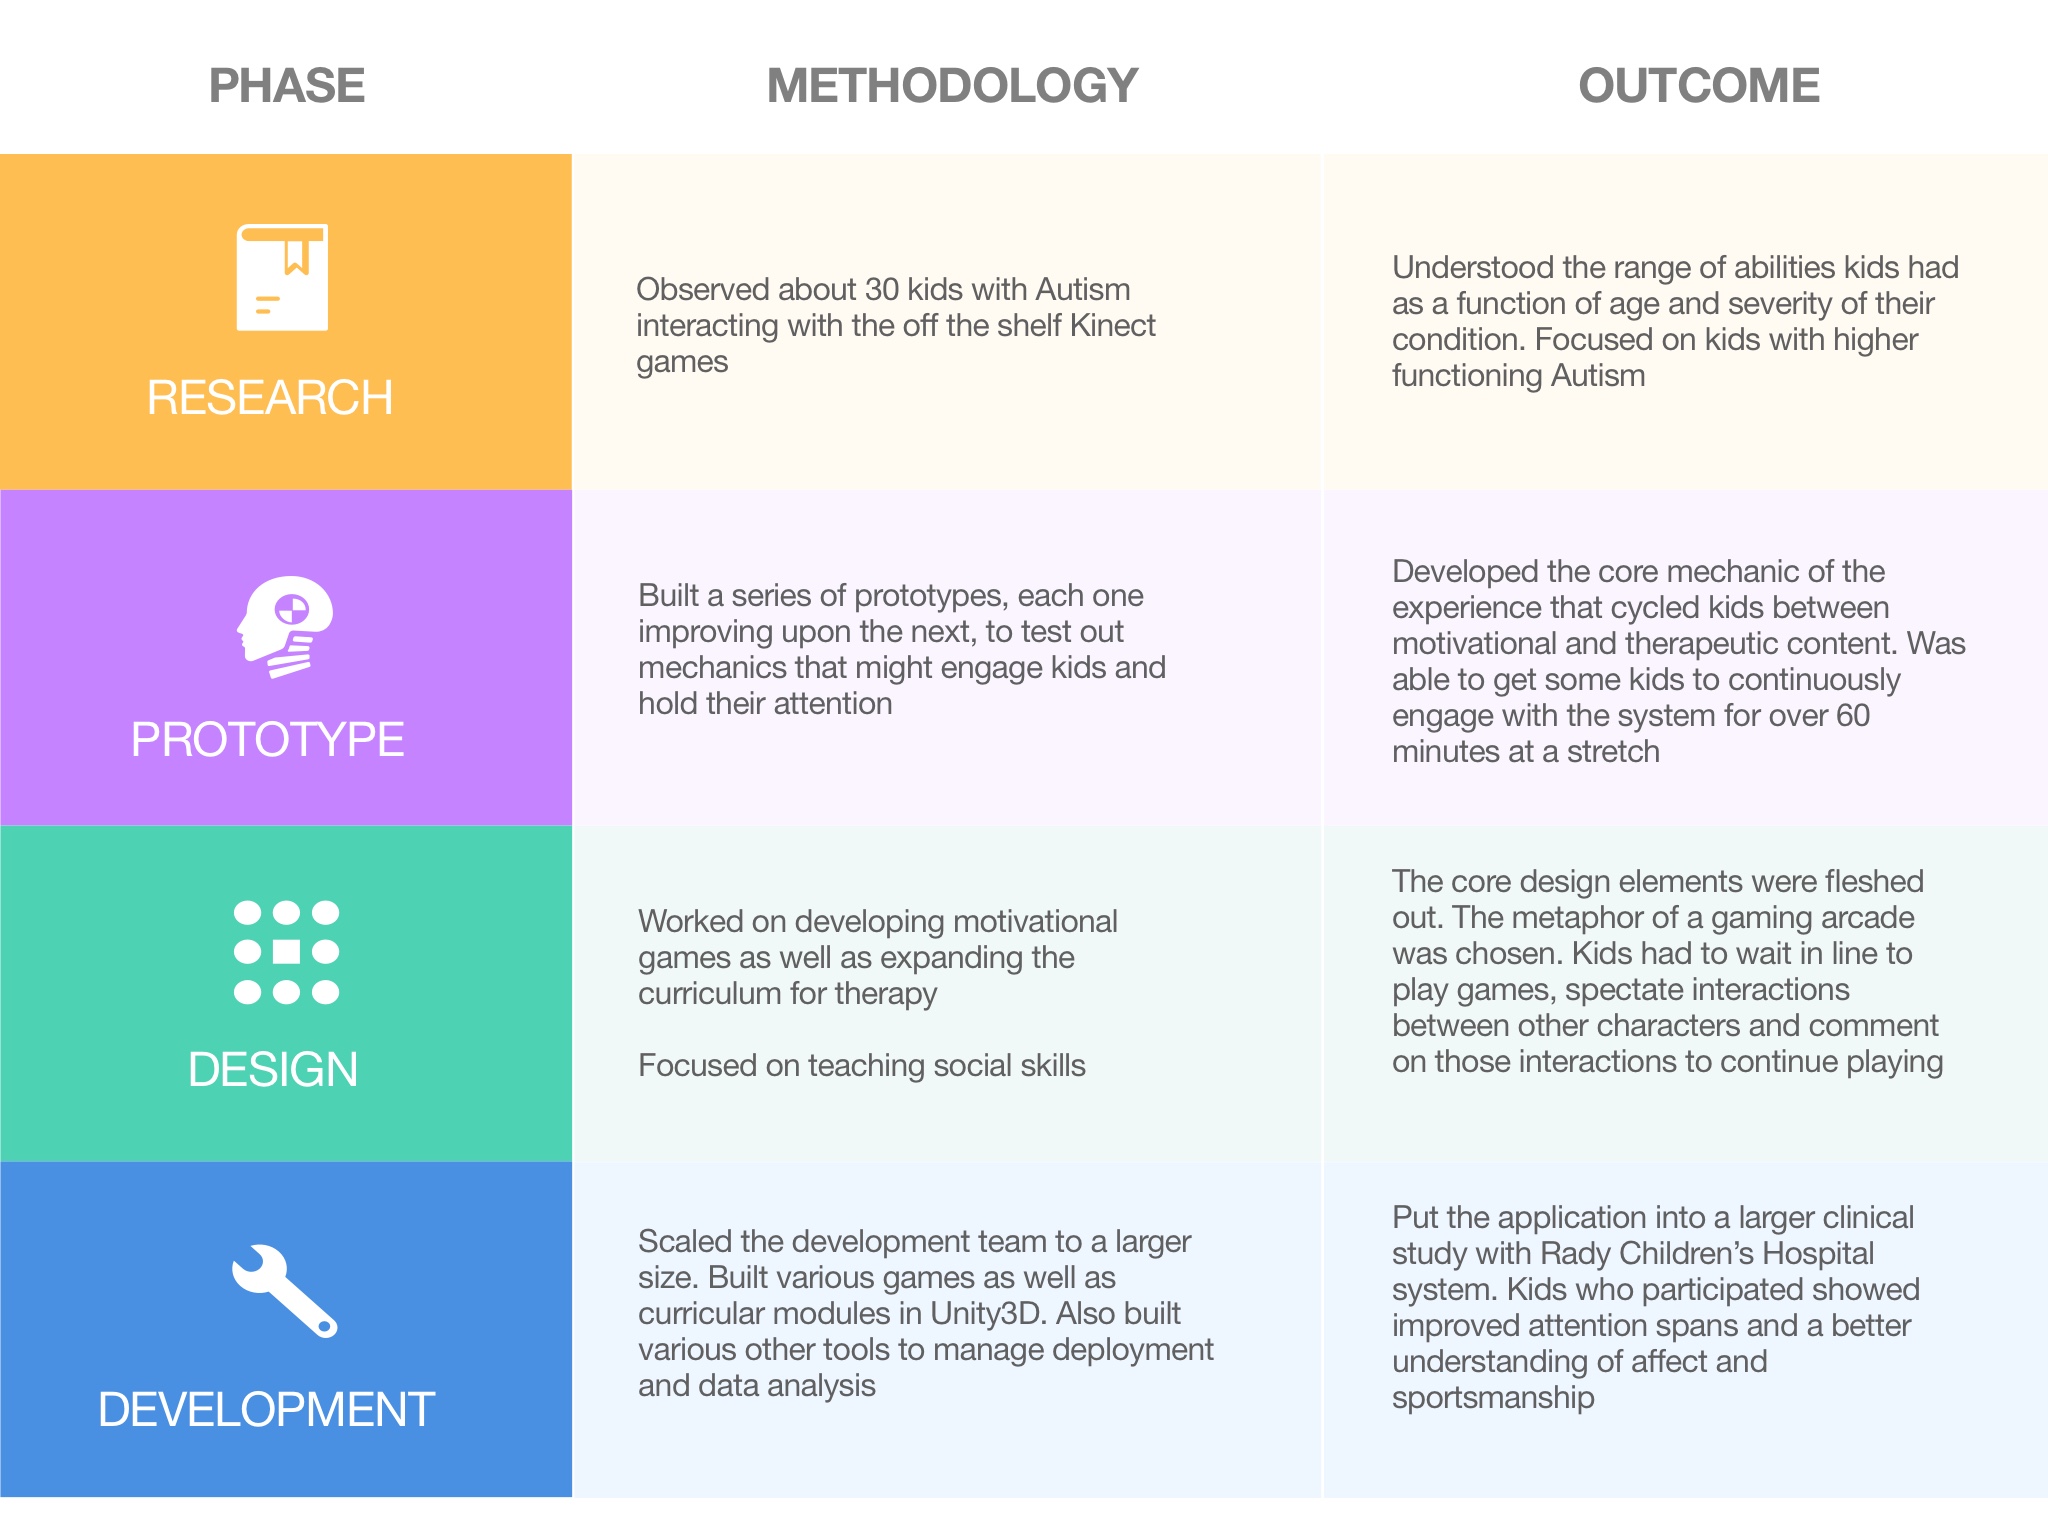 PHASE
METHODOLOGY
OUTCOME
RESEARCH
Observed about 30 kids with Autism
interacting with the off the shelf Kinect
games
Understood the range of abilities kids had
as a function of age and severity of their
condition. Focused on kids with higher
functioning Autism
PROTOTYPE
Built a series of prototypes, each one
improving upon the next, to test out
mechanics that might engage kids and
hold their attention
Developed the core mechanic of the
experience that cycled kids between
motivational and therapeutic content. Was
able to get some kids to continuously
engage with the system for over 60
minutes at a stretch
DESIGN
Worked on developing motivational
games as well as expanding the
curriculum for therapy
Focused on teaching social skills
The core design elements were fleshed
out. The metaphor of a gaming arcade
was chosen. Kids had to wait in line to
play games, spectate interactions
between other characters and comment
on those interactions to continue playing
DEVELOPMENT
Scaled the development team to a larger
size. Built various games as well as
curricular modules in Unity3D. Also built
various other tools to manage deployment
and data analysis
Put the application into a larger clinical
study with Rady Children’s Hospital
system. Kids who participated showed
improved attention spans and a better
understanding of affect and
sportsmanship